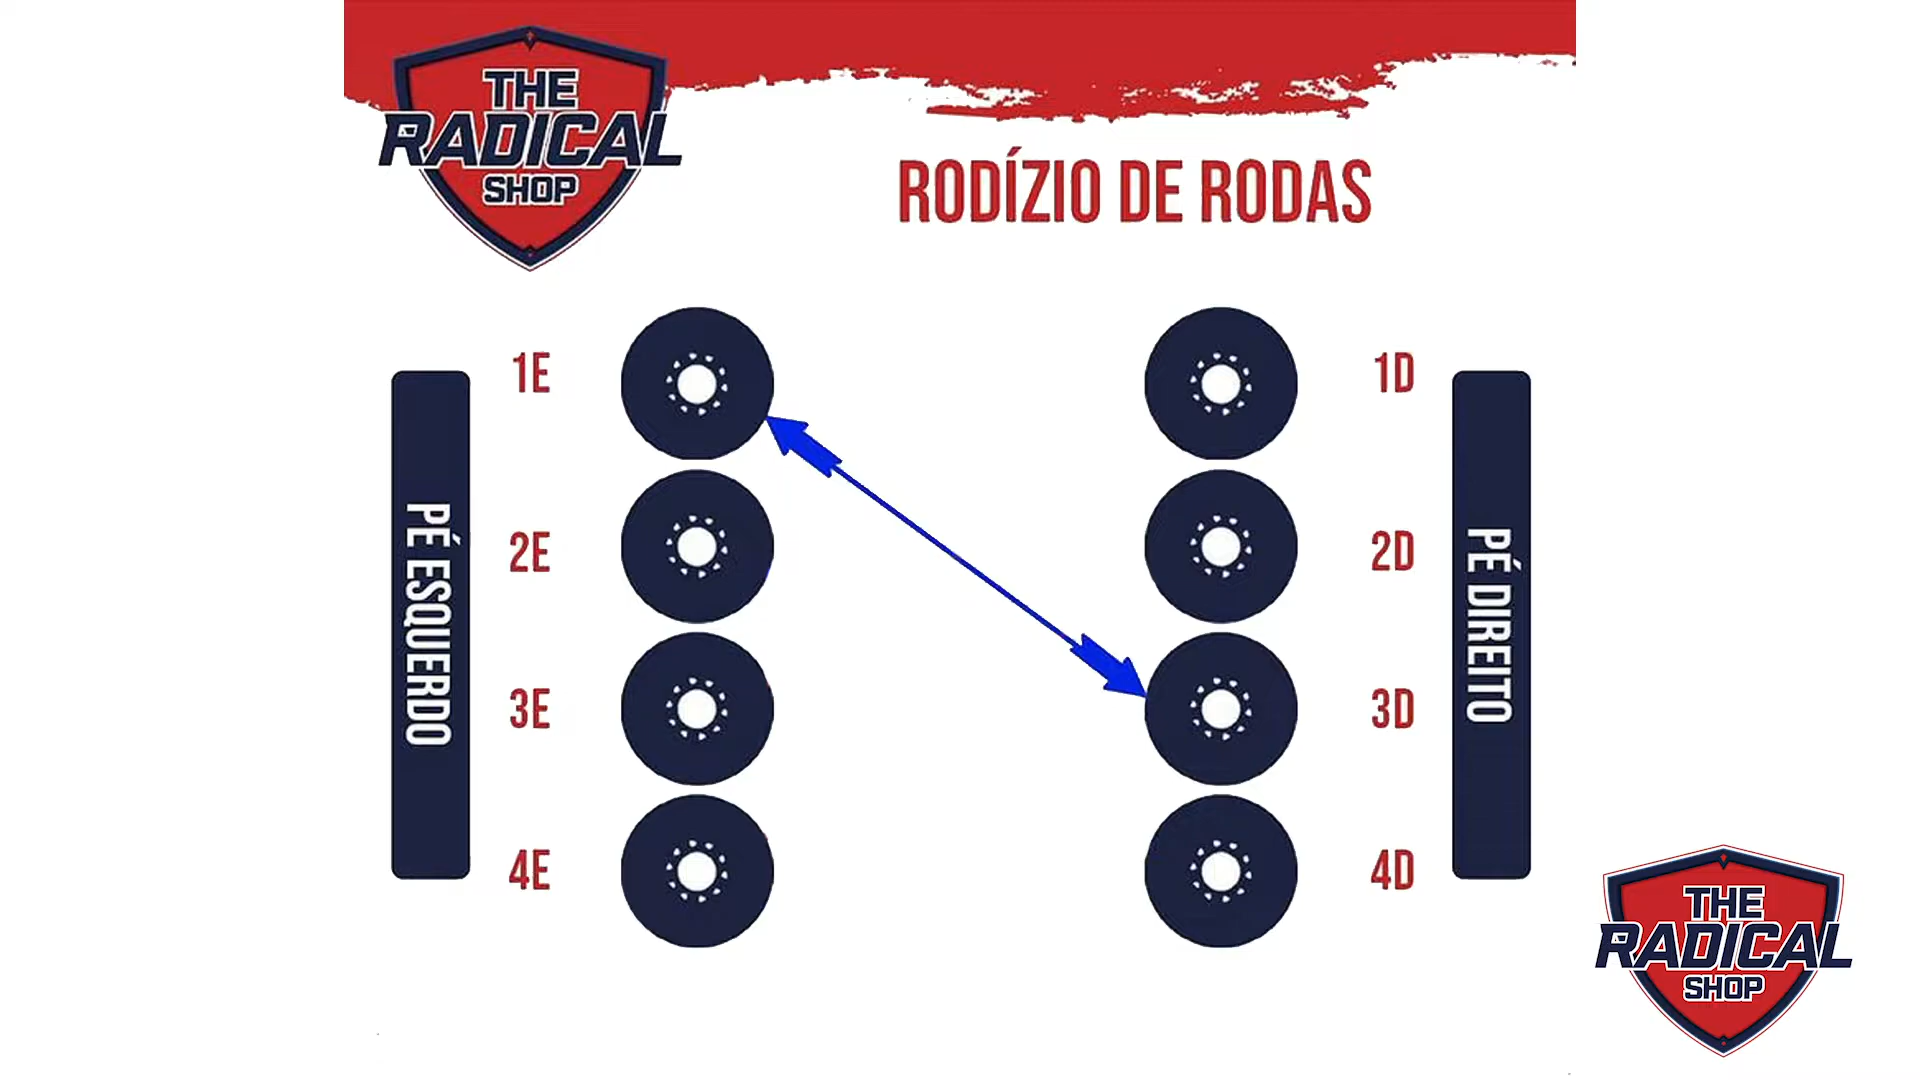 THE
RADICAL
SHOP
RODÍZIO DE RODAS
1E
1D
2E
2D
3E
3D
4E
4D
PÉ ESQUERDO
PÉ DIREITO
THE
RADICAL
SHOP